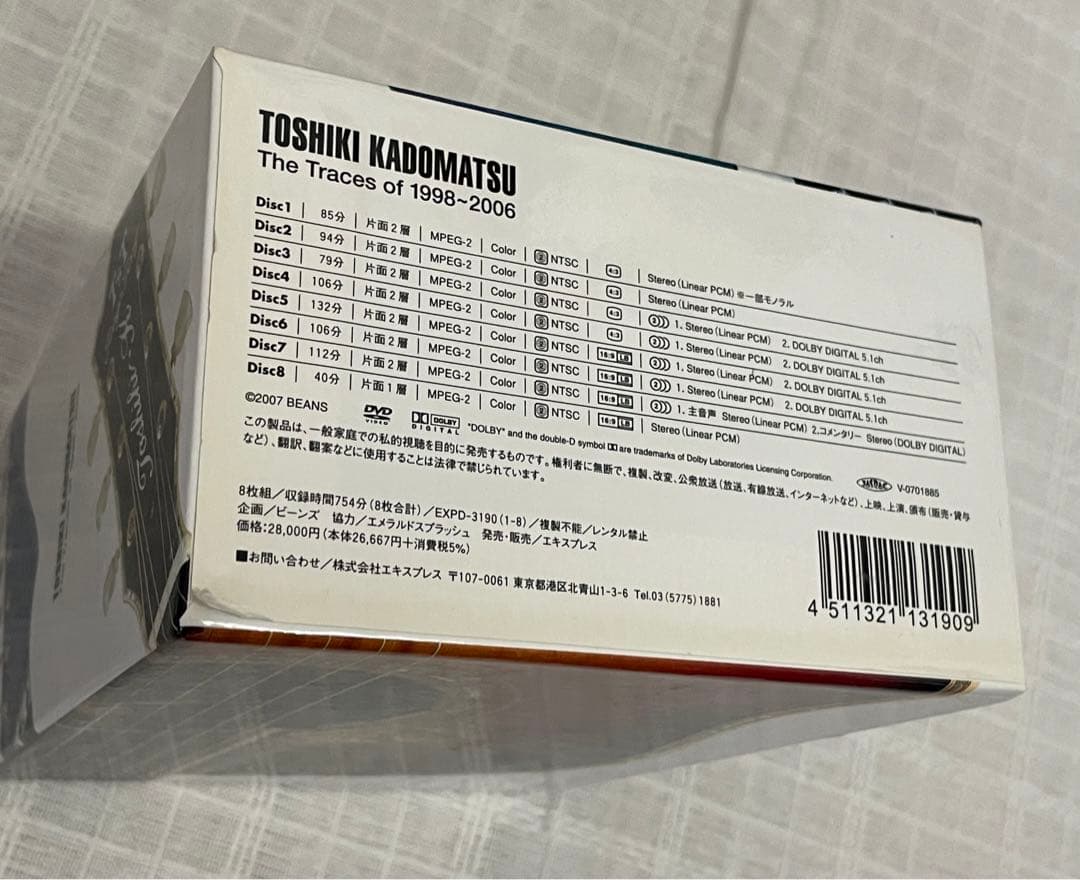 TOSHIKI KADOMATSU
The Traces of 1998~2006
Disc1 85分 片面2層 MPEG-2 Color 2 NTSC 4:3 Stereo (Linear PCM) ※一部モノラル
Disc2 94分 片面2層 MPEG-2 Color 2 NTSC 4:3 Stereo (Linear PCM)
Disc3 79分 片面2層 MPEG-2 Color 2 NTSC 4:3 2 1. Stereo (Linear PCM) 2. DOLBY DIGITAL 5.1ch
Disc4 106分 片面2層 MPEG-2 Color 2 NTSC 4:3 2 1. Stereo (Linear PCM) 2. DOLBY DIGITAL 5.1ch
Disc5 132分 片面2層 MPEG-2 Color 2 NTSC 16:9 LB 2 1. Stereo (Linear PCM) 2. DOLBY DIGITAL 5.1ch
Disc6 106分 片面2層 MPEG-2 Color 2 NTSC 16:9 LB 2 1. Stereo (Linear PCM) 2. DOLBY DIGITAL 5.1ch
Disc7 112分 片面2層 MPEG-2 Color 2 NTSC 16:9 LB 2 1. 主音声 Stereo (Linear PCM) 2.コメンタリー Stereo (DOLBY DIGITAL)
Disc8 40分 片面1層 MPEG-2 Color 2 NTSC 16:9 LB Stereo (Linear PCM)
©2007 BEANS DVD VIDEO DOLBY DIGITAL "DOLBY" and the double-D symbol are trademarks of Dolby Laboratories Licensing Corporation. V-0701885
この製品は、一般家庭での私的視聴を目的に発売するものです。権利者に無断で、複製、改変、公衆放送(放送、有線放送、インターネットなど)、上映、上演、頒布(販売・貸与
など)、翻訳、翻案などに使用することは法律で禁じられています。
8枚組/収録時間754分(8枚合計)/EXPD-3190(1-8)/複製不能/レンタル禁止
企画/ビーンズ 協力/エメラルドスプラッシュ 発売・販売/エキスプレス
価格:28,000円(本体26,667円+消費税5%)
■お問い合わせ/株式会社エキスプレス 〒107-0061 東京都港区北青山1-3-6 Tel.03(5775)1881
4 511321 131909